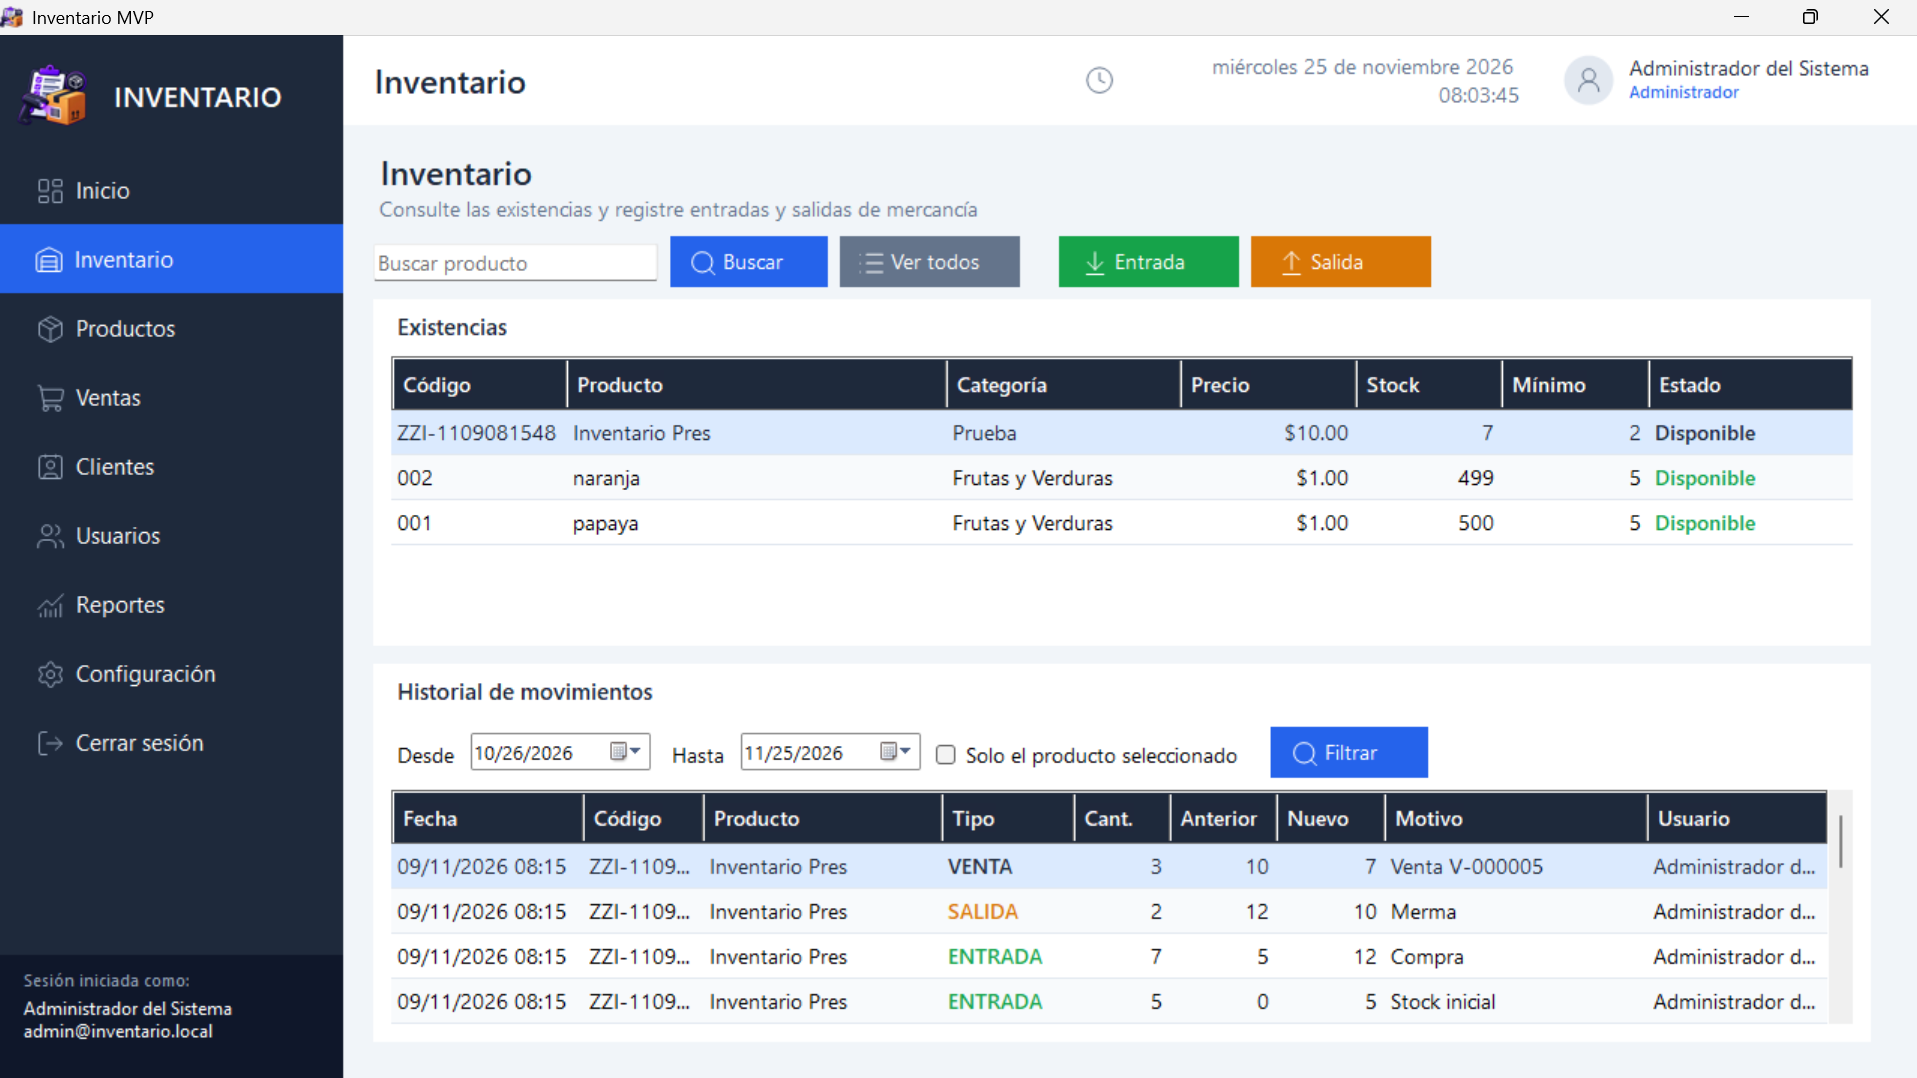 Inventario MVP
INVENTARIO
Inventario
miércoles 25 de noviembre 2026
08:03:45
Administrador del Sistema
Administrador
Inicio
Inventario
Productos
Ventas
Clientes
Usuarios
Reportes
Configuración
Cerrar sesión
Sesión iniciada como:
Administrador del Sistema
admin@inventario.local
Inventario
Consulte las existencias y registre entradas y salidas de mercancía
Buscar producto Buscar Ver todos Entrada Salida
Existencias
Código Producto Categoría Precio Stock Mínimo Estado
ZZI-1109081548 Inventario Pres Prueba $10.00 7 2 Disponible
002 naranja Frutas y Verduras $1.00 499 5 Disponible
001 papaya Frutas y Verduras $1.00 500 5 Disponible
Historial de movimientos
Desde 10/26/2026 Hasta 11/25/2026 Solo el producto seleccionado Filtrar
Fecha Código Producto Tipo Cant. Anterior Nuevo Motivo Usuario
09/11/2026 08:15 ZZI-1109... Inventario Pres VENTA 3 10 7 Venta V-000005 Administrador d...
09/11/2026 08:15 ZZI-1109... Inventario Pres SALIDA 2 12 10 Merma Administrador d...
09/11/2026 08:15 ZZI-1109... Inventario Pres ENTRADA 7 5 12 Compra Administrador d...
09/11/2026 08:15 ZZI-1109... Inventario Pres ENTRADA 5 0 5 Stock inicial Administrador d...